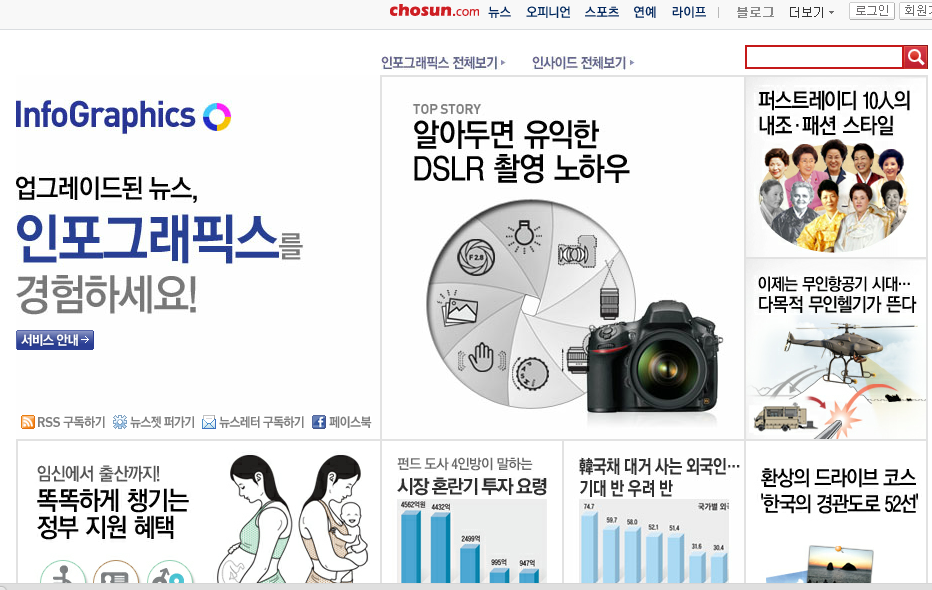 chosun.com 뉴스 오피니언 스포츠 연예 라이프 | 블로그 더보기 로그인
인포그래픽스 전체보기 인사이드 전체보기
InfoGraphics
업그레이드된 뉴스,
인포그래픽스를
경험하세요!
서비스 안내
RSS 구독하기 뉴스젯 퍼가기 뉴스레터 구독하기 페이스북
TOP STORY
알아두면 유익한
DSLR 촬영 노하우
F2.8
퍼스트레이디 10人의
내조·패션 스타일
이제는 무인항공기 시대…
다목적 무인헬기가 뜬다
임신에서 출산까지!
똑똑하게 챙기는
정부 지원 혜택
펀드 도사 4인방이 말하는
시장 혼란기 투자 요령
4562억원 4432억 2499억 995억 947억
韓국채 대거 사는 외국인…
기대 반 우려 반
국가별 외
74.7 59.7 58.0 52.1 51.4 31.6 30.4
환상의 드라이브 코스
'한국의 경관도로 52선'